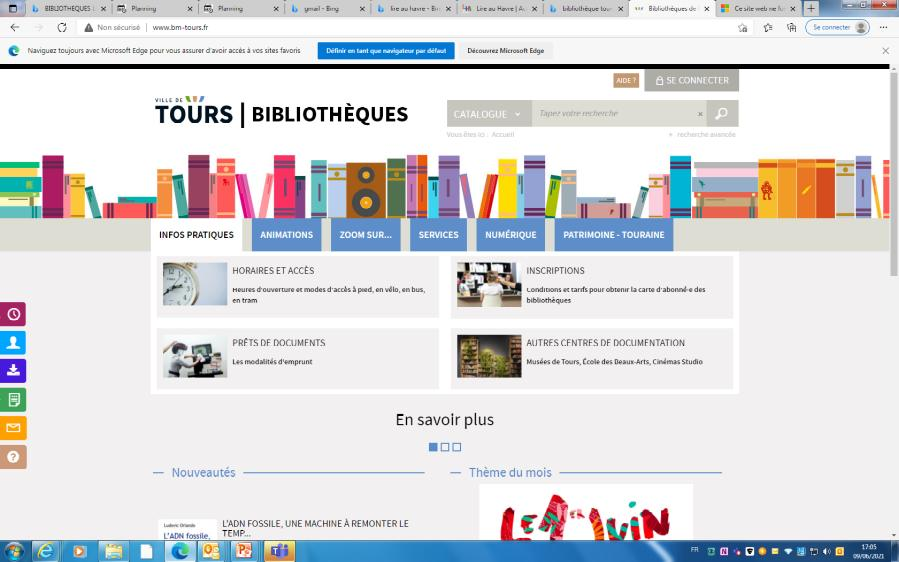 BIBLIOTHEQUES
Planning
Planning
gmail - Bing
lire au havre - Bin
Lire au Havre | Ac
bibliothèque tour
Bibliothèques de
Ce site web ne fo
Non sécurisé | www.bm-tours.fr
Se connecter
Naviguez toujours avec Microsoft Edge pour vous assurer d'avoir accès à vos sites favoris
Définir en tant que navigateur par défaut
Découvrez Microsoft Edge
AIDE ?
SE CONNECTER
VILLE DE
TOURS | BIBLIOTHÈQUES
CATALOGUE
Tapez votre recherche
Vous êtes ici : Accueil
+ recherche avancée
INFOS PRATIQUES
ANIMATIONS
ZOOM SUR...
SERVICES
NUMÉRIQUE
PATRIMOINE - TOURAINE
HORAIRES ET ACCÈS
Heures d'ouverture et modes d'accès à pied, en vélo, en bus,
en tram
INSCRIPTIONS
Conditions et tarifs pour obtenir la carte d'abonné-e des
bibliothèques
PRÊTS DE DOCUMENTS
Les modalités d'emprunt
AUTRES CENTRES DE DOCUMENTATION
Musées de Tours, École des Beaux-Arts, Cinémas Studio
En savoir plus
Nouveautés
Thème du mois
Ludovic Orlando
L'ADN fossile,
L'ADN FOSSILE, UNE MACHINE À REMONTER LE
TEMP...
FR
17:05
09/06/2021